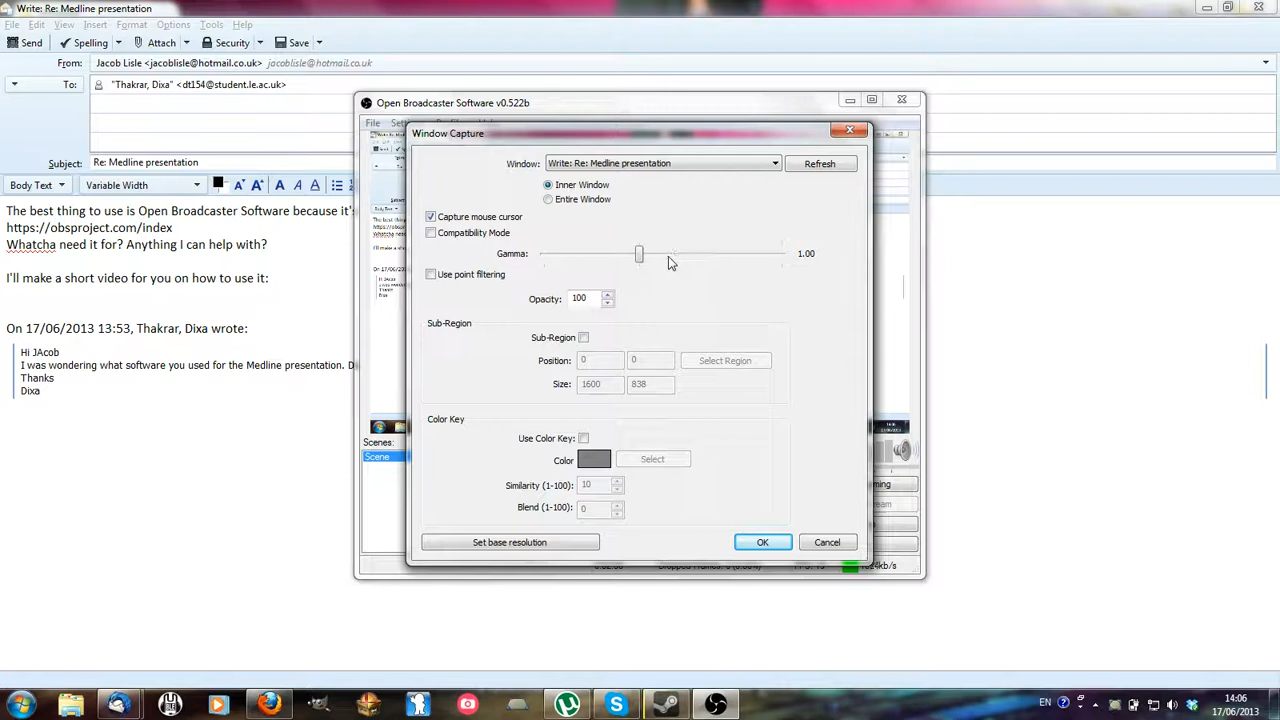 Write: Re: Medline presentation
File Edit View Insert Format Options Tools Help
Send Spelling Attach Security Save
From: Jacob Lisle <jacoblisle@hotmail.co.uk> jacoblisle@hotmail.co.uk
To: "Thakrar, Dixa" <dt154@student.le.ac.uk>
Subject: Re: Medline presentation
Body Text Variable Width
The best thing to use is Open Broadcaster Software because it's
https://obsproject.com/index
Whatcha need it for? Anything I can help with?
I'll make a short video for you on how to use it:
On 17/06/2013 13:53, Thakrar, Dixa wrote:
Hi JAcob
I was wondering what software you used for the Medline presentation. D
Thanks
Dixa
Open Broadcaster Software v0.522b
File
Window Capture
Window: Write: Re: Medline presentation Refresh
Inner Window
Entire Window
Capture mouse cursor
Compatibility Mode
Gamma: 1.00
Use point filtering
Opacity: 100
Sub-Region
Sub-Region
Position: 0 0 Select Region
Size: 1600 838
Color Key
Use Color Key:
Color Select
Similarity (1-100): 10
Blend (1-100): 0
Set base resolution OK Cancel
Scenes:
Scene
EN 14:06
17/06/2013